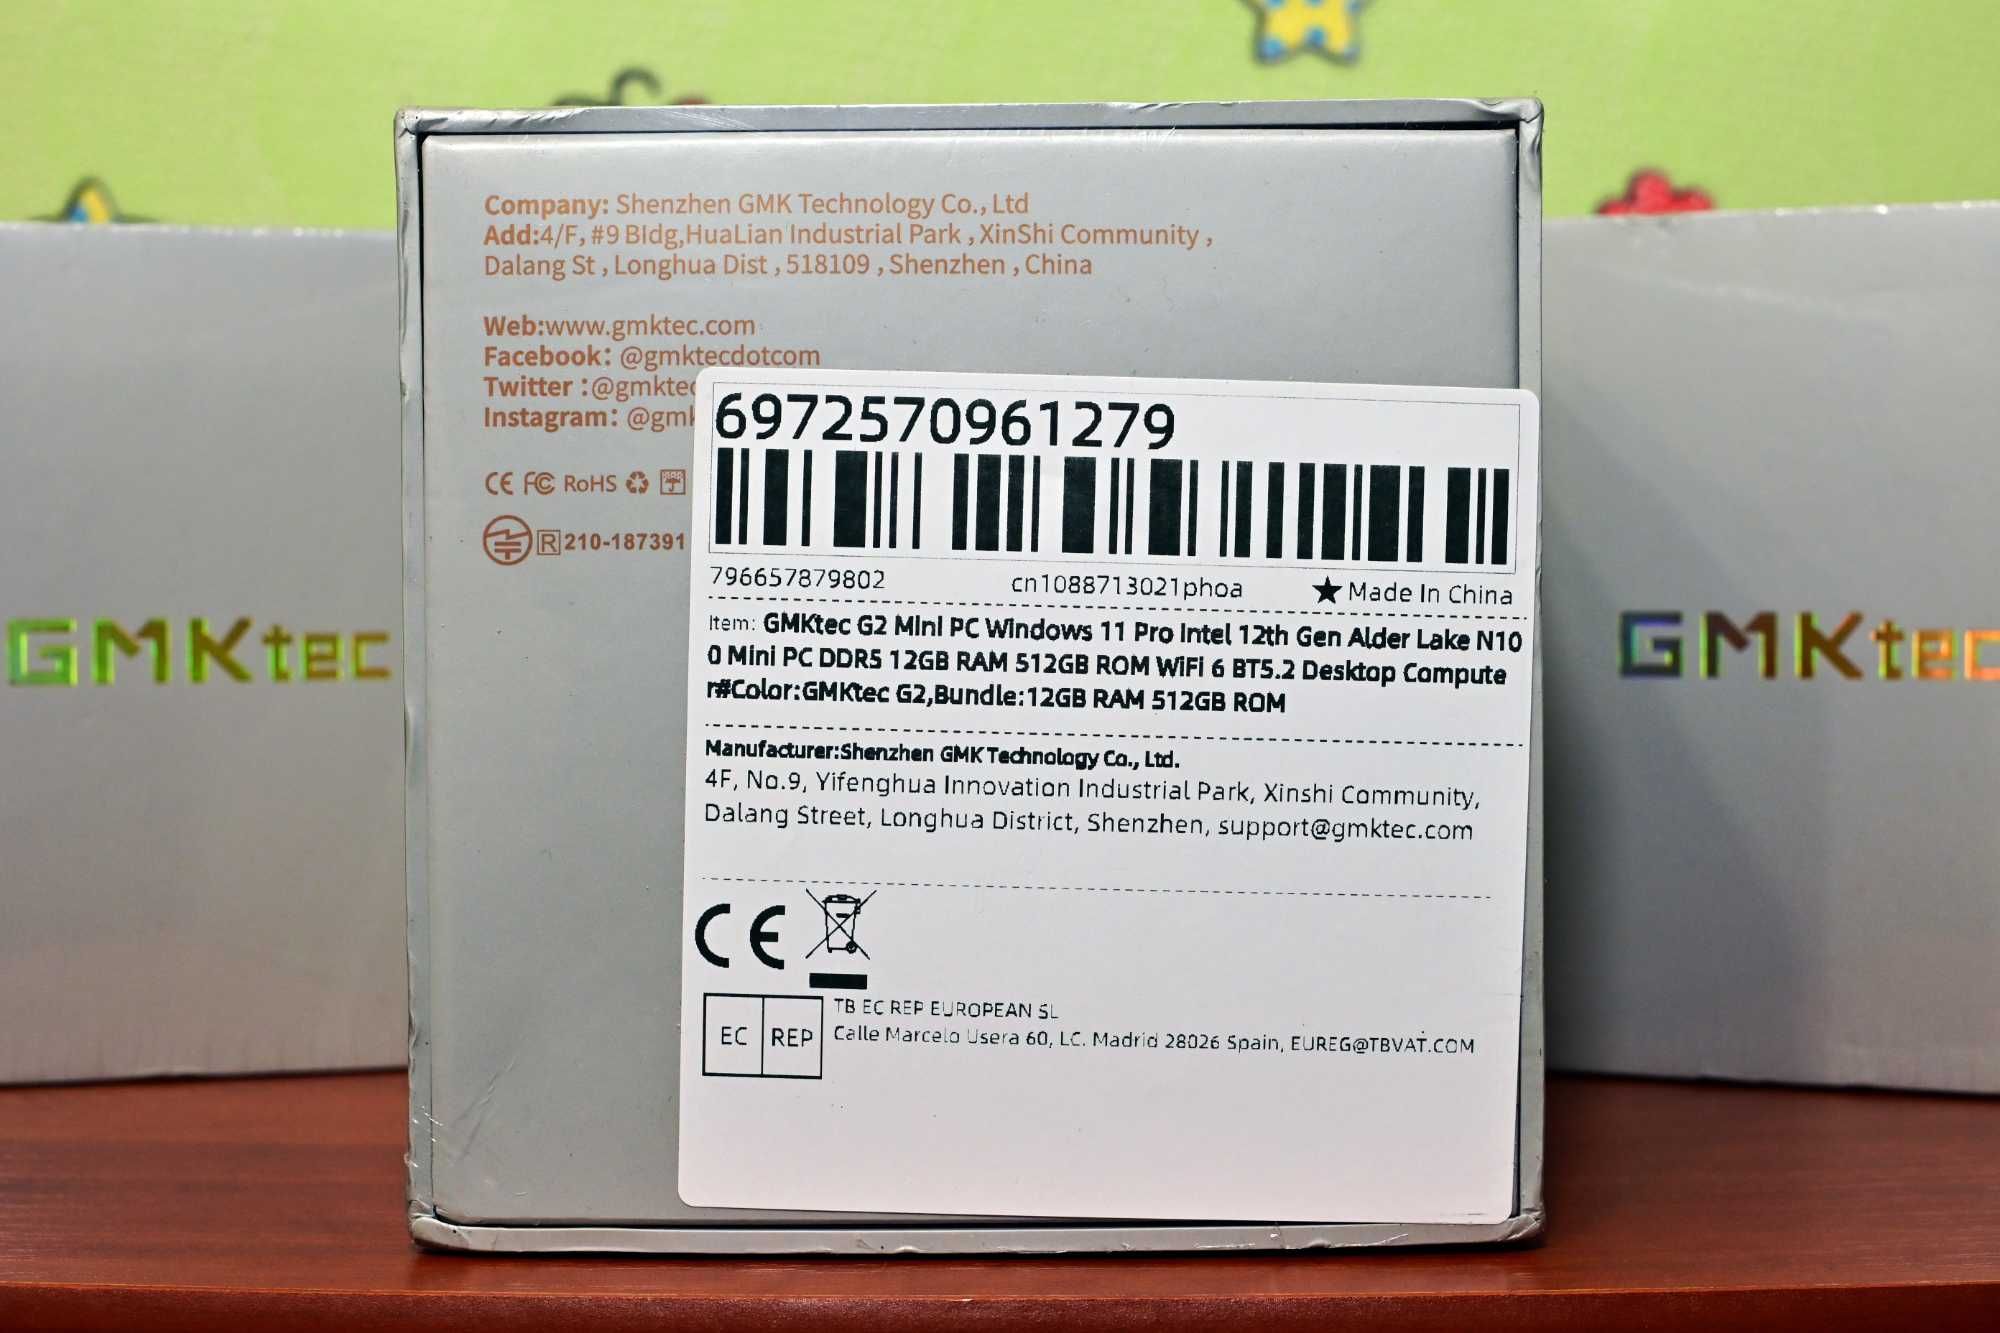 Company: Shenzhen GMK Technology Co., Ltd
Add:4/F, #9 Bldg,HuaLian Industrial Park , XinShi Community ,
Dalang St , Longhua Dist , 518109 , Shenzhen , China
Web:www.gmktec.com
Facebook: @gmktecdotcom
Twitter :@gmktec
Instagram: @gmk
CE FC RoHS
R 210-187391
6972570961279
796657879802 cn1088713021phoa ★ Made In China
Item: GMKtec G2 Mini PC Windows 11 Pro Intel 12th Gen Alder Lake N10
0 Mini PC DDR5 12GB RAM 512GB ROM WiFi 6 BT5.2 Desktop Compute
r#Color:GMKtec G2,Bundle:12GB RAM 512GB ROM
Manufacturer:Shenzhen GMK Technology Co., Ltd.
4F, No.9, Yifenghua Innovation Industrial Park, Xinshi Community,
Dalang Street, Longhua District, Shenzhen, support@gmktec.com
CE
EC REP
TB EC REP EUROPEAN SL
Calle Marcelo Usera 60, LC. Madrid 28026 Spain, EUREG@TBVAT.COM
GMKtec
GMKtec